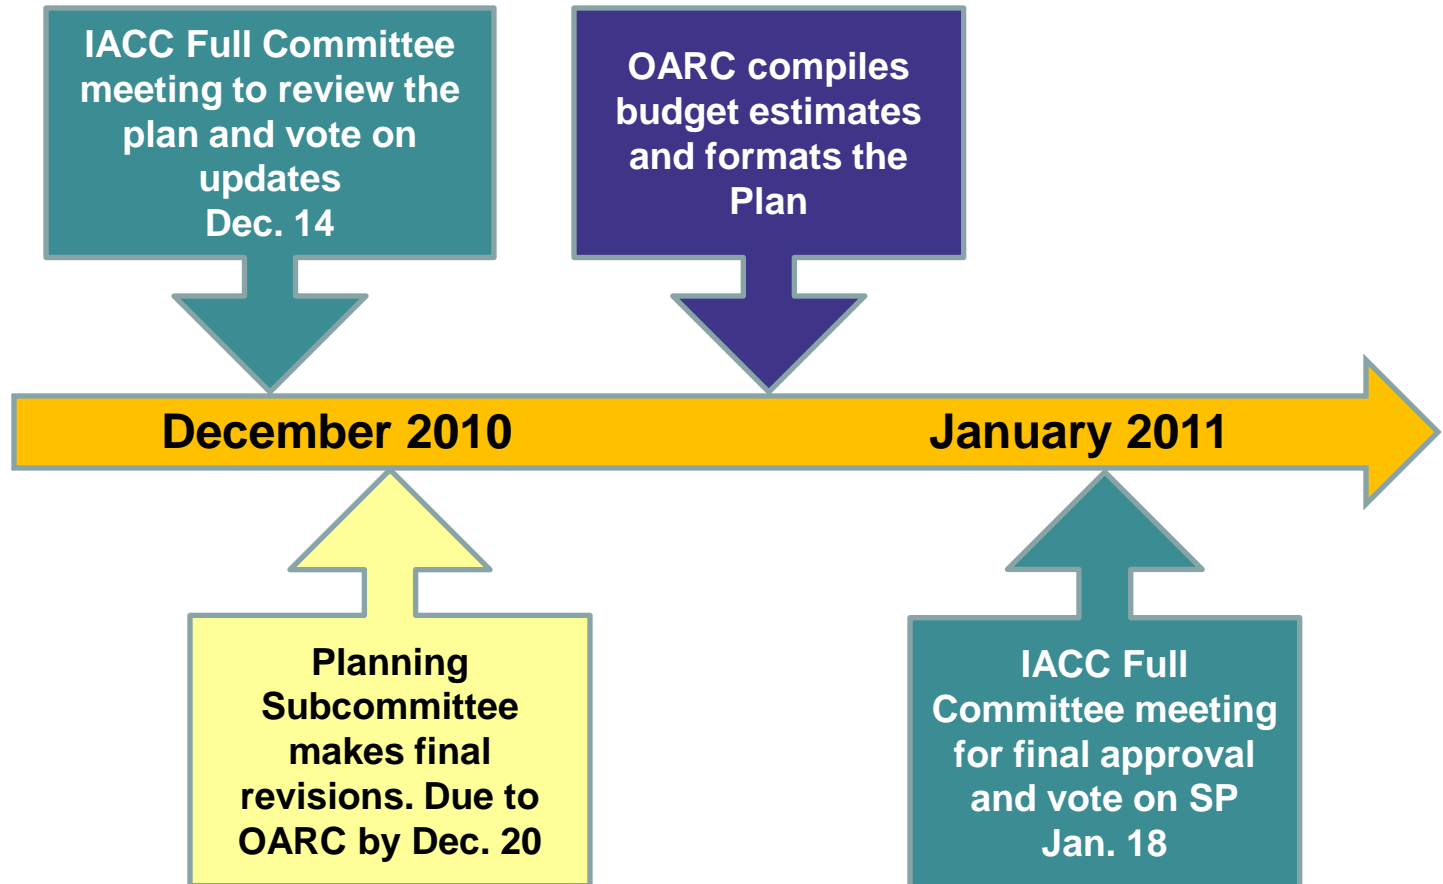 IACC Full Committee
meeting to review the
plan and vote on
updates
Dec. 14
OARC compiles
budget estimates
and formats the
Plan
December 2010
January 2011
Planning
Subcommittee
makes final
revisions. Due to
OARC by Dec. 20
IACC Full
Committee meeting
for final approval
and vote on SP
Jan. 18